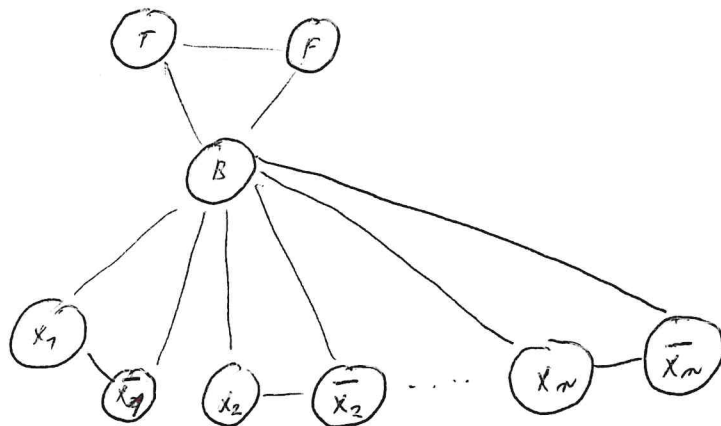 T F
B
x₁ x̄₁ x₂ x̄₂ .... xₙ x̄ₙ